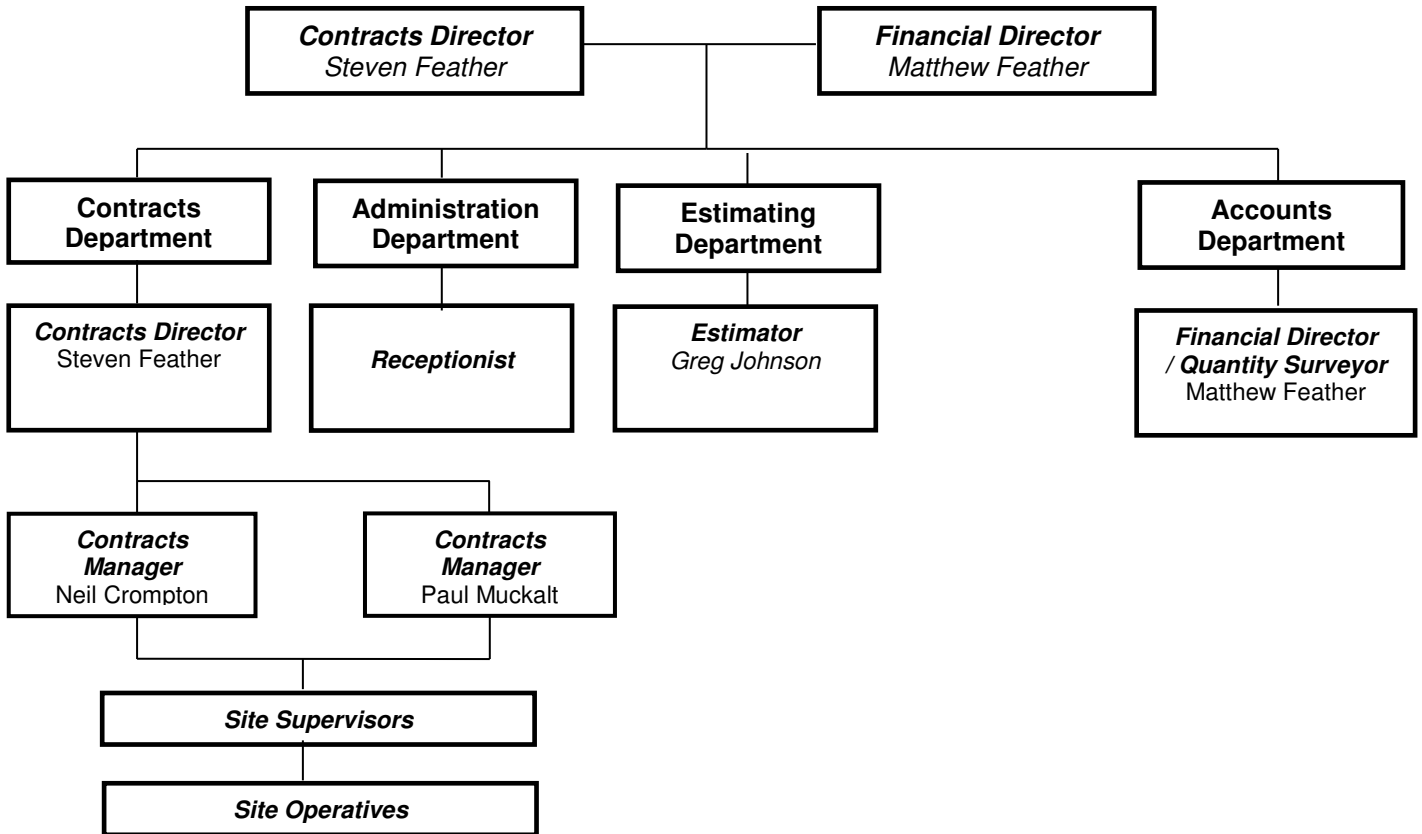 Contracts Director
Steven Feather
Financial Director
Matthew Feather
Contracts
Department
Administration
Department
Estimating
Department
Accounts
Department
Contracts Director
Steven Feather
Receptionist
Estimator
Greg Johnson
Financial Director
/ Quantity Surveyor
Matthew Feather
Contracts
Manager
Neil Crompton
Contracts
Manager
Paul Muckalt
Site Supervisors
Site Operatives